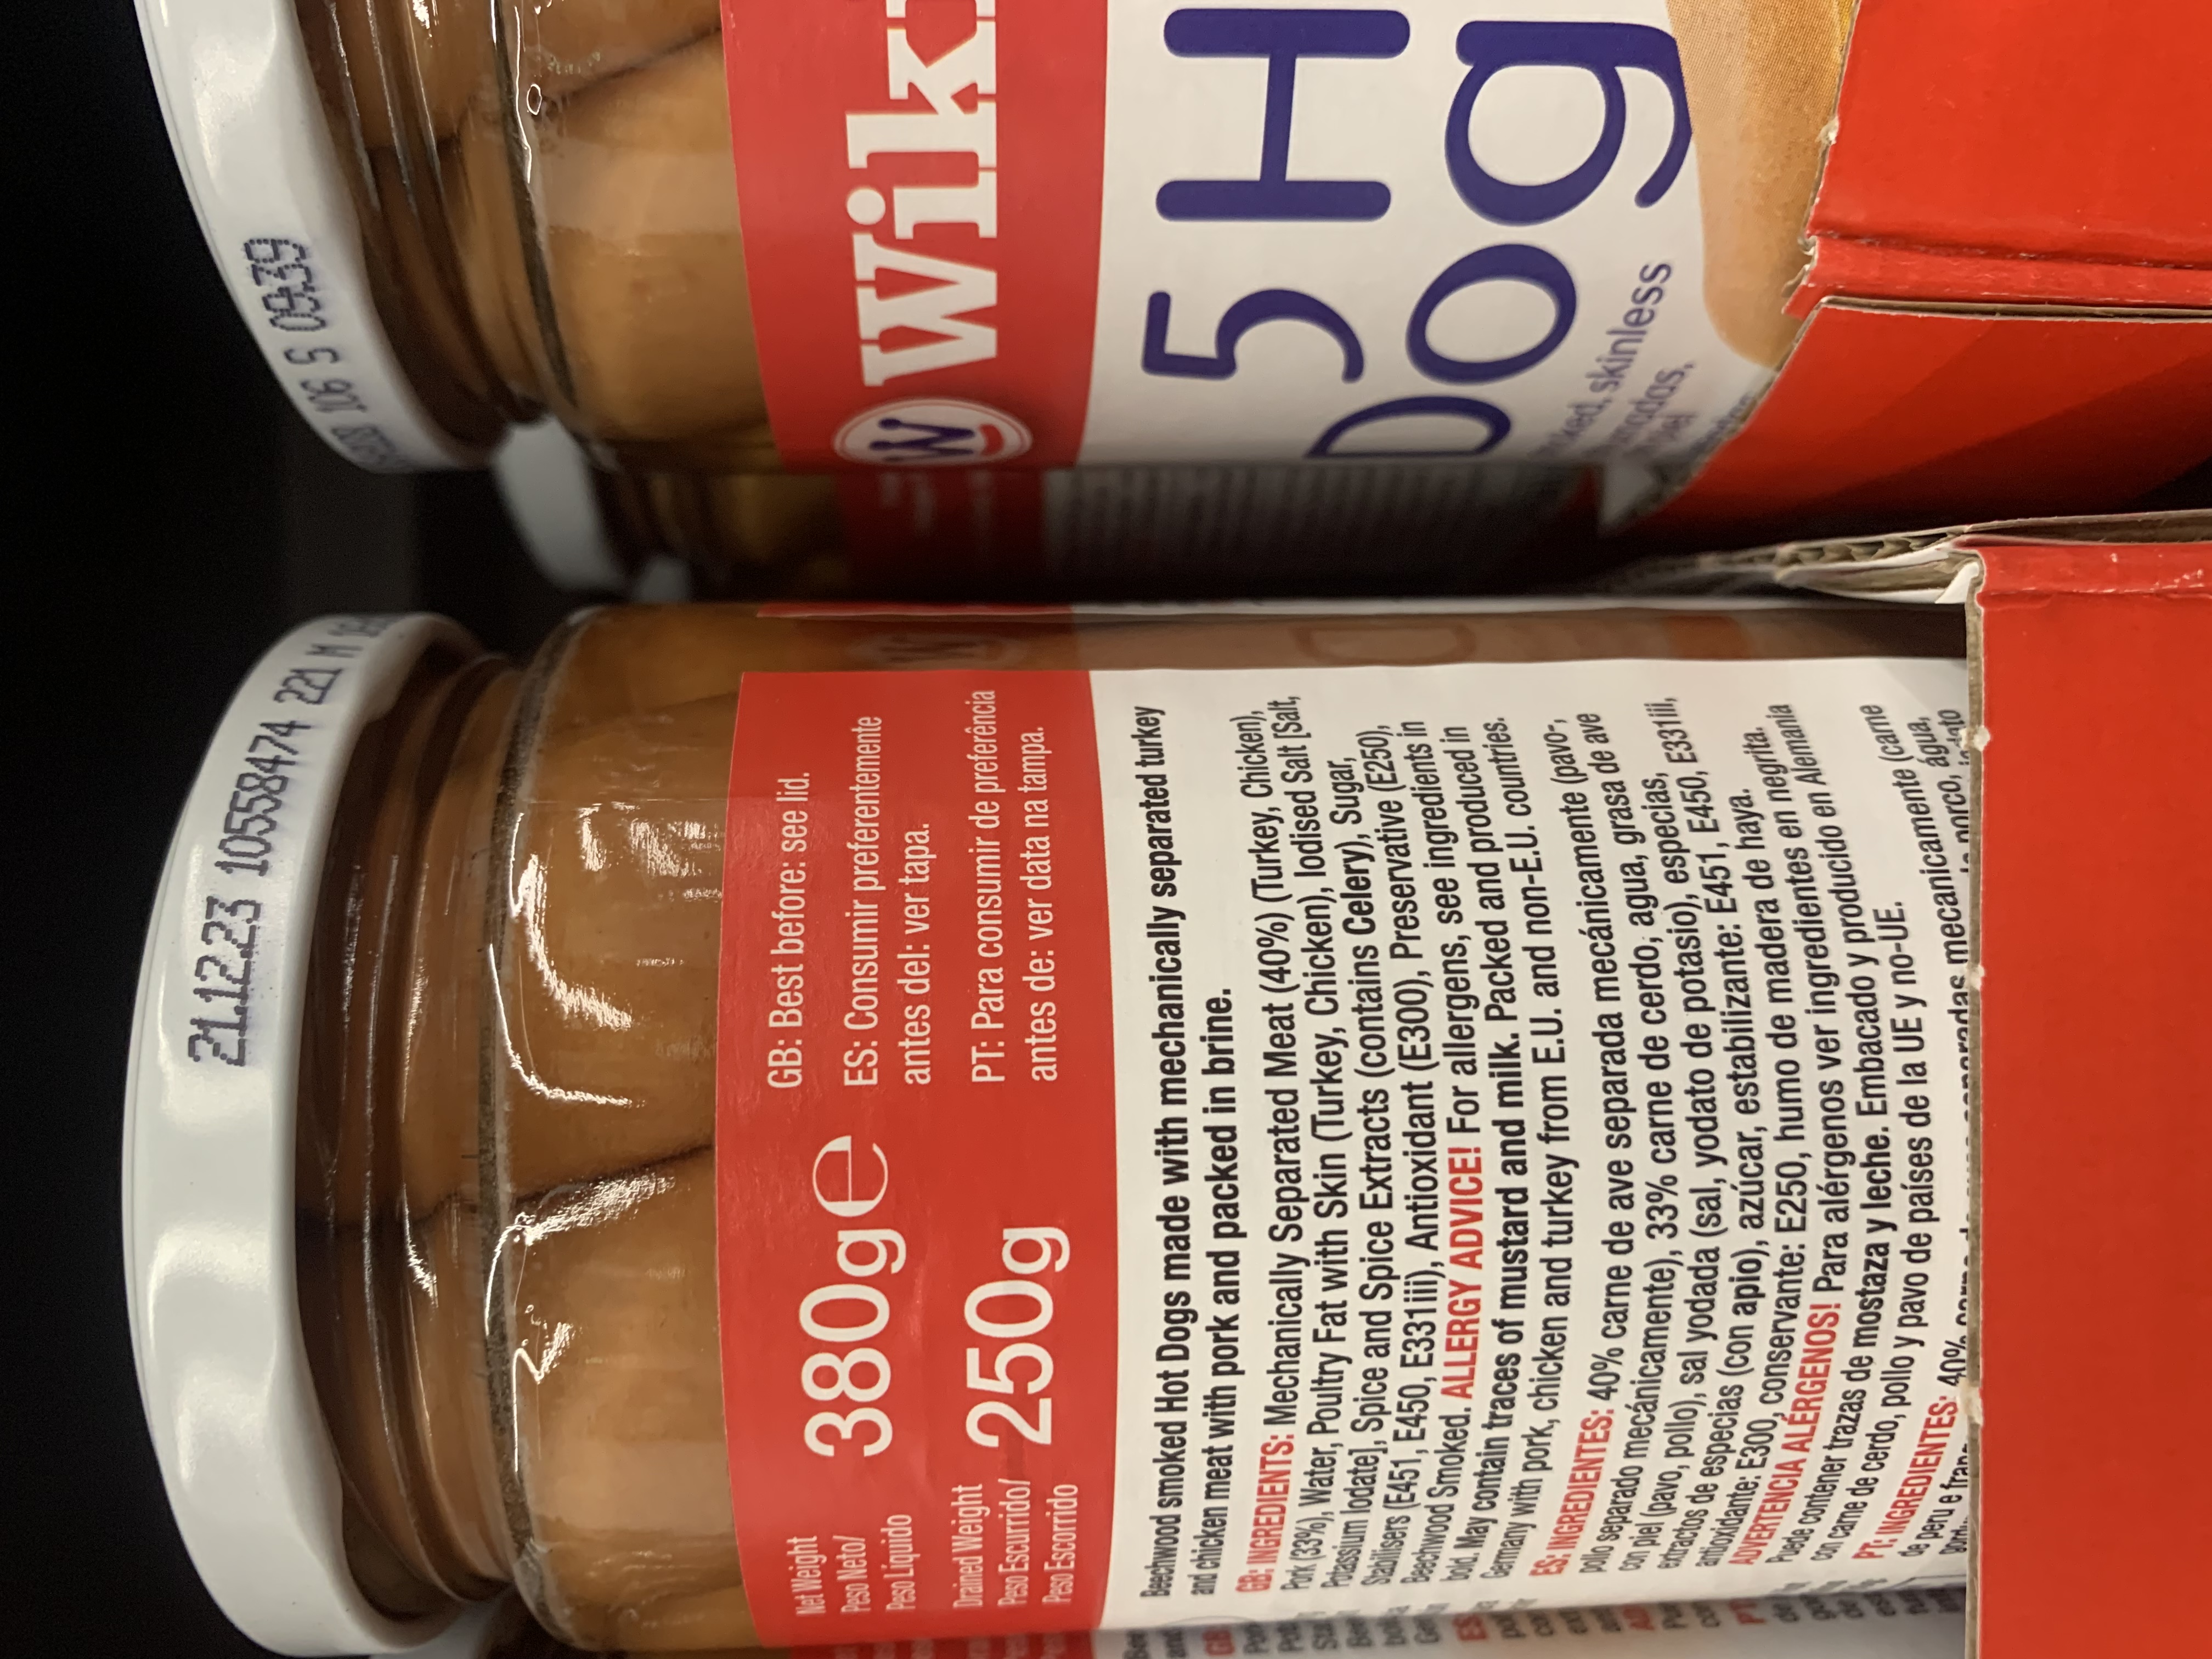 21.12.23 10558474 221 M
106 S 09:39
Net Weight
Peso Neto/
Peso Líquido
380g℮
Drained Weight
Peso Escurrido/
Peso Escorrido
250g
GB: Best before: see lid.
ES: Consumir preferentemente
antes del: ver tapa.
PT: Para consumir de preferência
antes de: ver data na tampa.
Beechwood smoked Hot Dogs made with mechanically separated turkey
and chicken meat with pork and packed in brine.
GB: INGREDIENTS: Mechanically Separated Meat (40%) (Turkey, Chicken),
Pork (33%), Water, Poultry Fat with Skin (Turkey, Chicken), Iodised Salt [Salt,
Potassium Iodate], Spice and Spice Extracts (contains Celery), Sugar,
Stabilisers (E451, E450, E331iii), Antioxidant (E300), Preservative (E250),
Beechwood Smoked. ALLERGY ADVICE! For allergens, see ingredients in
bold. May contain traces of mustard and milk. Packed and produced in
Germany with pork, chicken and turkey from E.U. and non-E.U. countries.
ES: INGREDIENTES: 40% carne de ave separada mecánicamente (pavo-,
pollo separado mecánicamente), 33% carne de cerdo, agua, grasa de ave
con piel (pavo, pollo), sal yodada (sal, yodato de potasio), especias,
extractos de especias (con apio), azúcar, estabilizante: E451, E450, E331iii,
antioxidante: E300, conservante: E250, humo de madera de haya.
ADVERTENCIA ALÉRGENOS! Para alérgenos ver ingredientes en negrita.
Puede contener trazas de mostaza y leche. Embacado y producido en Alemania
con carne de cerdo, pollo y pavo de países de la UE y no-UE.
PT: INGREDIENTES: 40% mecanicamente (carne
de peru e porco, água,
W Wiki
5 H
Dog
skinless